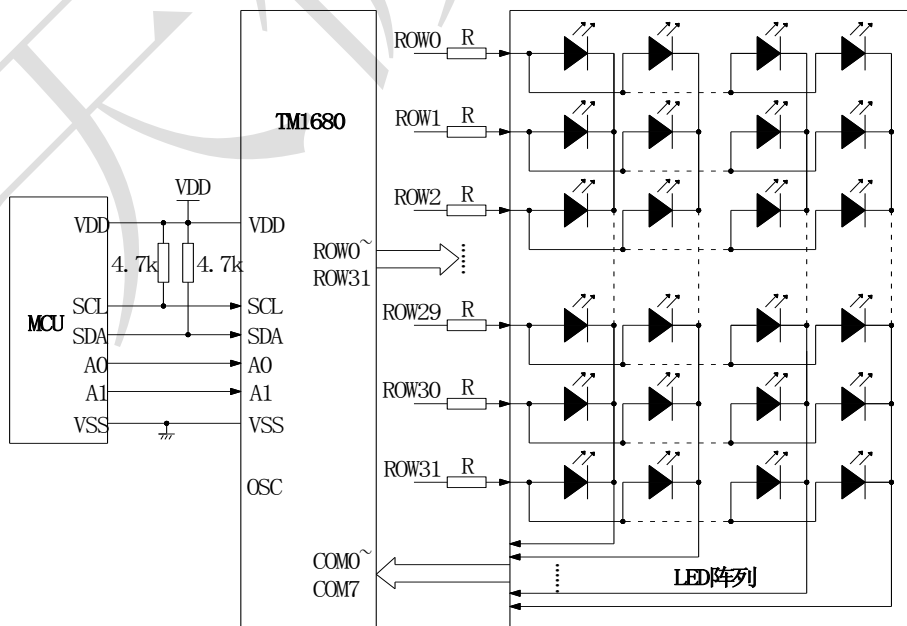 TM1680
MCU
VDD
VDD
VDD
4.7k
4.7k
SCL
SCL
SDA
SDA
A0
A0
A1
A1
VSS
VSS
OSC
ROW0~
ROW31
COM0~
COM7
ROW0 R
ROW1 R
ROW2 R
ROW29 R
ROW30 R
ROW31 R
LED阵列